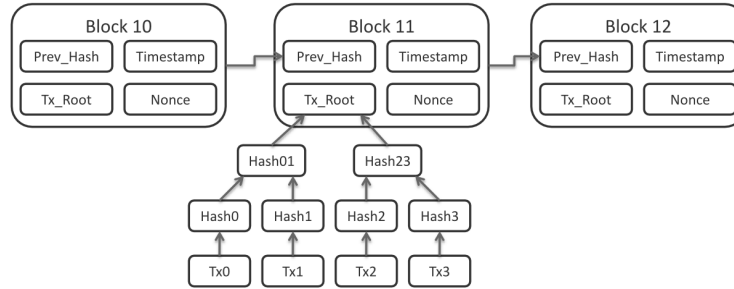 Block 10
Block 11
Block 12
Prev_Hash Timestamp
Prev_Hash Timestamp
Prev_Hash Timestamp
Tx_Root Nonce
Tx_Root Nonce
Tx_Root Nonce
Hash01 Hash23
Hash0 Hash1 Hash2 Hash3
Tx0 Tx1 Tx2 Tx3